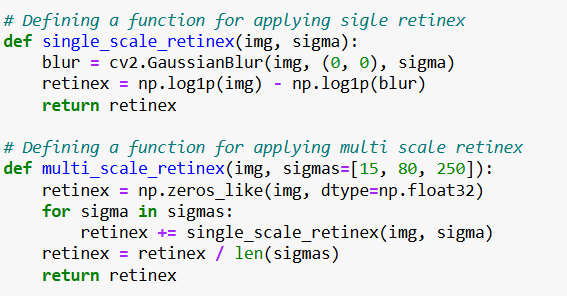 # Defining a function for applying sigle retinex
def single_scale_retinex(img, sigma):
    blur = cv2.GaussianBlur(img, (0, 0), sigma)
    retinex = np.log1p(img) - np.log1p(blur)
    return retinex

# Defining a function for applying multi scale retinex
def multi_scale_retinex(img, sigmas=[15, 80, 250]):
    retinex = np.zeros_like(img, dtype=np.float32)
    for sigma in sigmas:
        retinex += single_scale_retinex(img, sigma)
    retinex = retinex / len(sigmas)
    return retinex